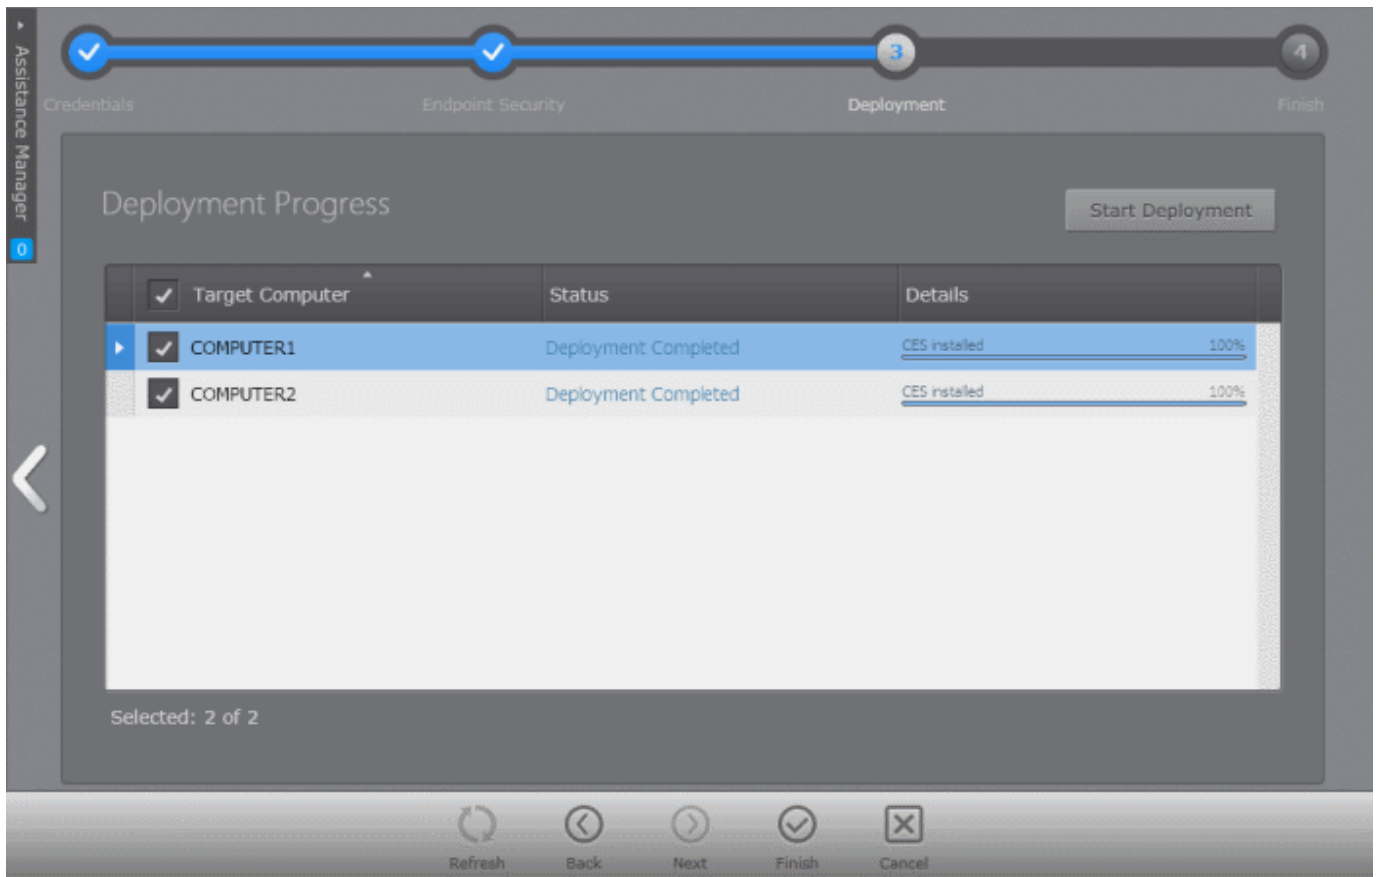 Assistance Manager
0
3
4
Credentials
Endpoint Security
Deployment
Finish
Deployment Progress
Start Deployment
Target Computer
Status
Details
COMPUTER1
Deployment Completed
CES installed
100%
COMPUTER2
Deployment Completed
CES installed
100%
Selected: 2 of 2
Refresh
Back
Next
Finish
Cancel